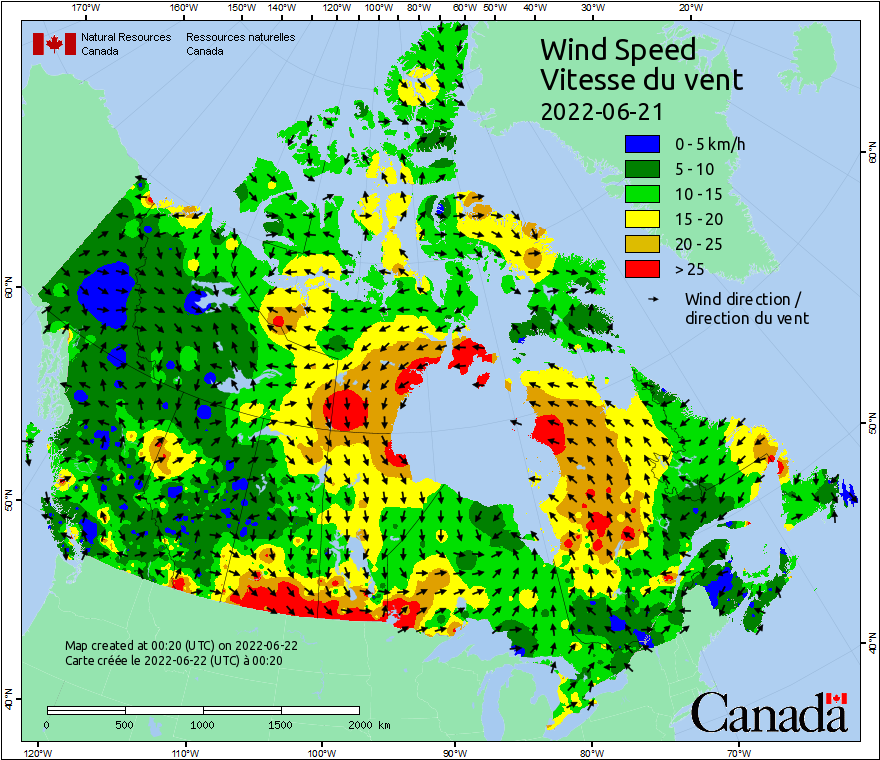 170°W 160°W 150°W 140°W 120°W 100°W 80°W 60°W 50°W 40°W 30°W 20°W
Natural Resources Ressources naturelles
Canada Canada
Wind Speed
Vitesse du vent
2022-06-21
0 - 5 km/h
5 - 10
10 - 15
15 - 20
20 - 25
> 25
Wind direction /
direction du vent
60°N
60°N
50°N
50°N
40°N
40°N
Map created at 00:20 (UTC) on 2022-06-22
Carte créée le 2022-06-22 (UTC) à 00:20
0 500 1000 1500 2000 km
Canada
120°W 110°W 100°W 90°W 80°W 70°W